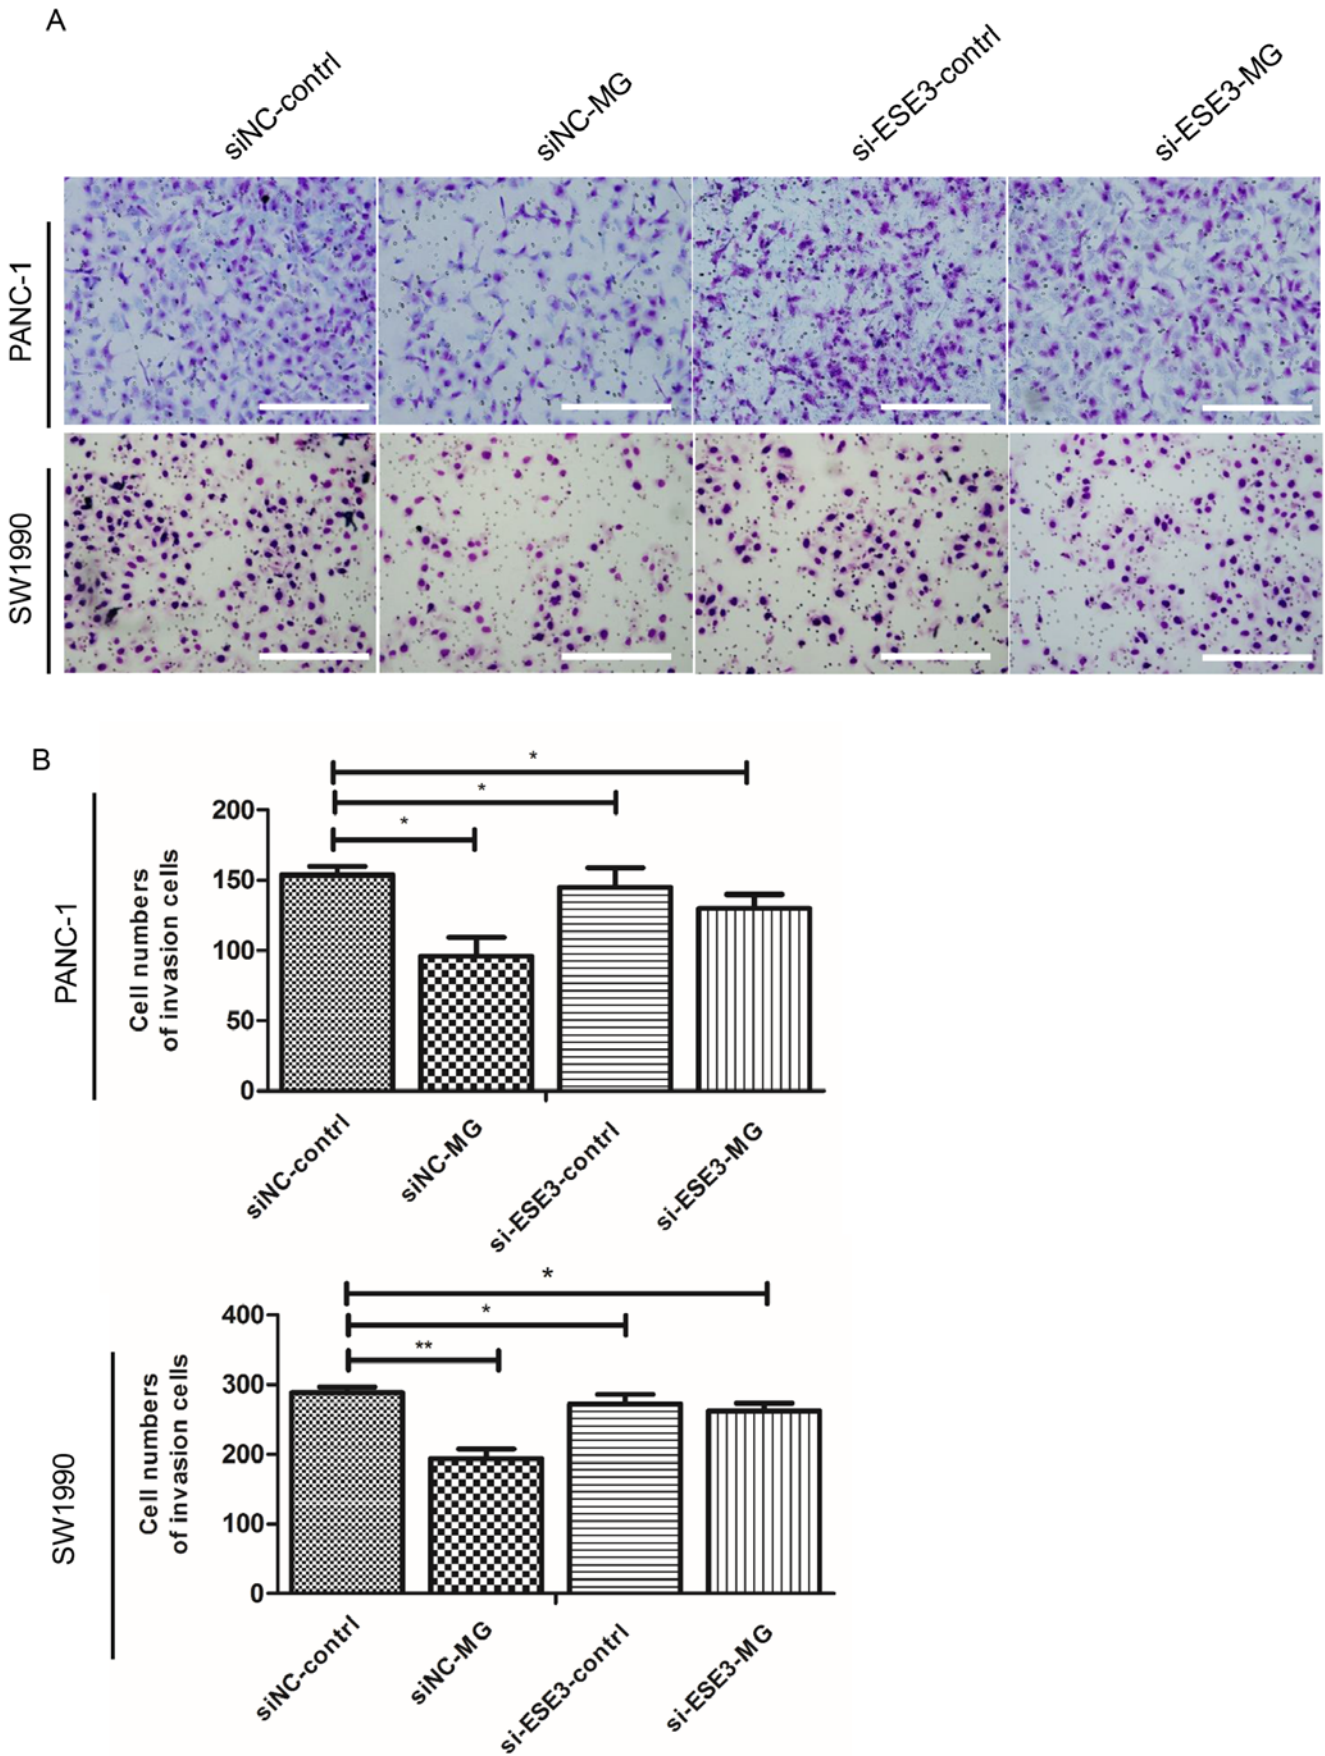 A
siNC-contrl
siNC-MG
si-ESE3-contrl
si-ESE3-MG
PANC-1
SW1990
B
PANC-1
Cell numbers
of invasion cells
*
*
*
200
150
100
50
0
siNC-contrl
siNC-MG
si-ESE3-contrl
si-ESE3-MG
SW1990
Cell numbers
of invasion cells
*
*
**
400
300
200
100
0
siNC-contrl
siNC-MG
si-ESE3-contrl
si-ESE3-MG